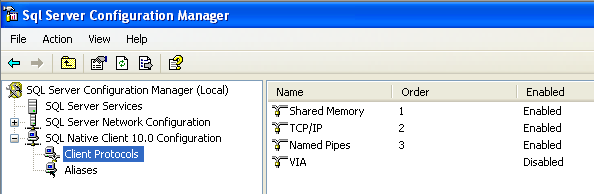 Sql Server Configuration Manager
File Action View Help
SQL Server Configuration Manager (Local)
SQL Server Services
SQL Server Network Configuration
SQL Native Client 10.0 Configuration
Client Protocols
Aliases
Name Order Enabled
Shared Memory 1 Enabled
TCP/IP 2 Enabled
Named Pipes 3 Enabled
VIA Disabled